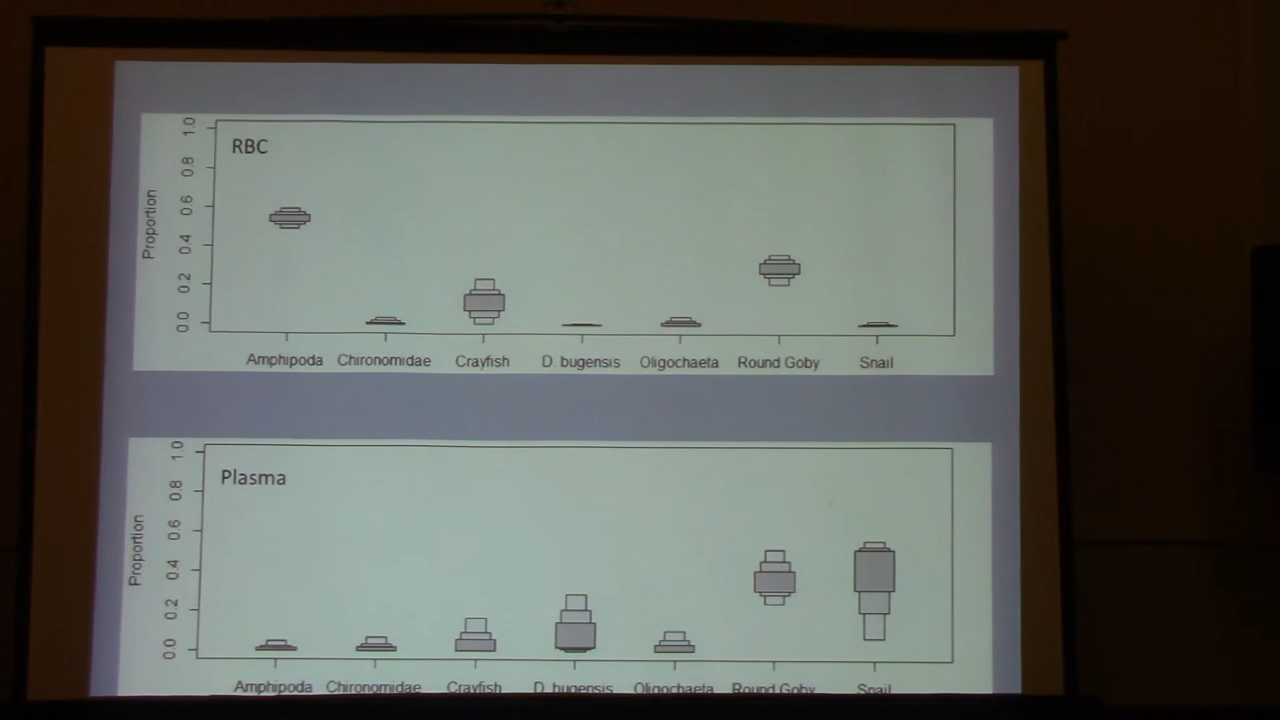 RBC
Proportion
1.0
0.8
0.6
0.4
0.2
0.0
Amphipoda Chironomidae Crayfish D. bugensis Oligochaeta Round Goby Snail
Plasma
Proportion
1.0
0.8
0.6
0.4
0.2
0.0
Amphipoda Chironomidae Crayfish D. bugensis Oligochaeta Round Goby Snail